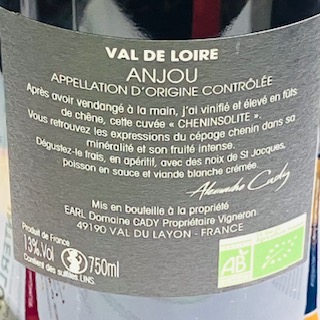 VAL DE LOIRE
ANJOU
APPELLATION D'ORIGINE CONTRÔLÉE
Après avoir vendangé à la main, j'ai vinifié et élevé en fûts
de chêne, cette cuvée « CHENINSOLITE ».
Vous retrouvez les expressions du cépage chenin dans sa
minéralité et son fruité intense.
Dégustez-le frais, en apéritif, avec des noix de St Jacques,
poisson en sauce et viande blanche crémée.
Alexandre Cady
Mis en bouteille à la propriété
EARL Domaine CADY Propriétaire Vigneron
49190 VAL DU LAYON - FRANCE
Produit de France
13%.Vol 750ml
Contient des sulfites
AB